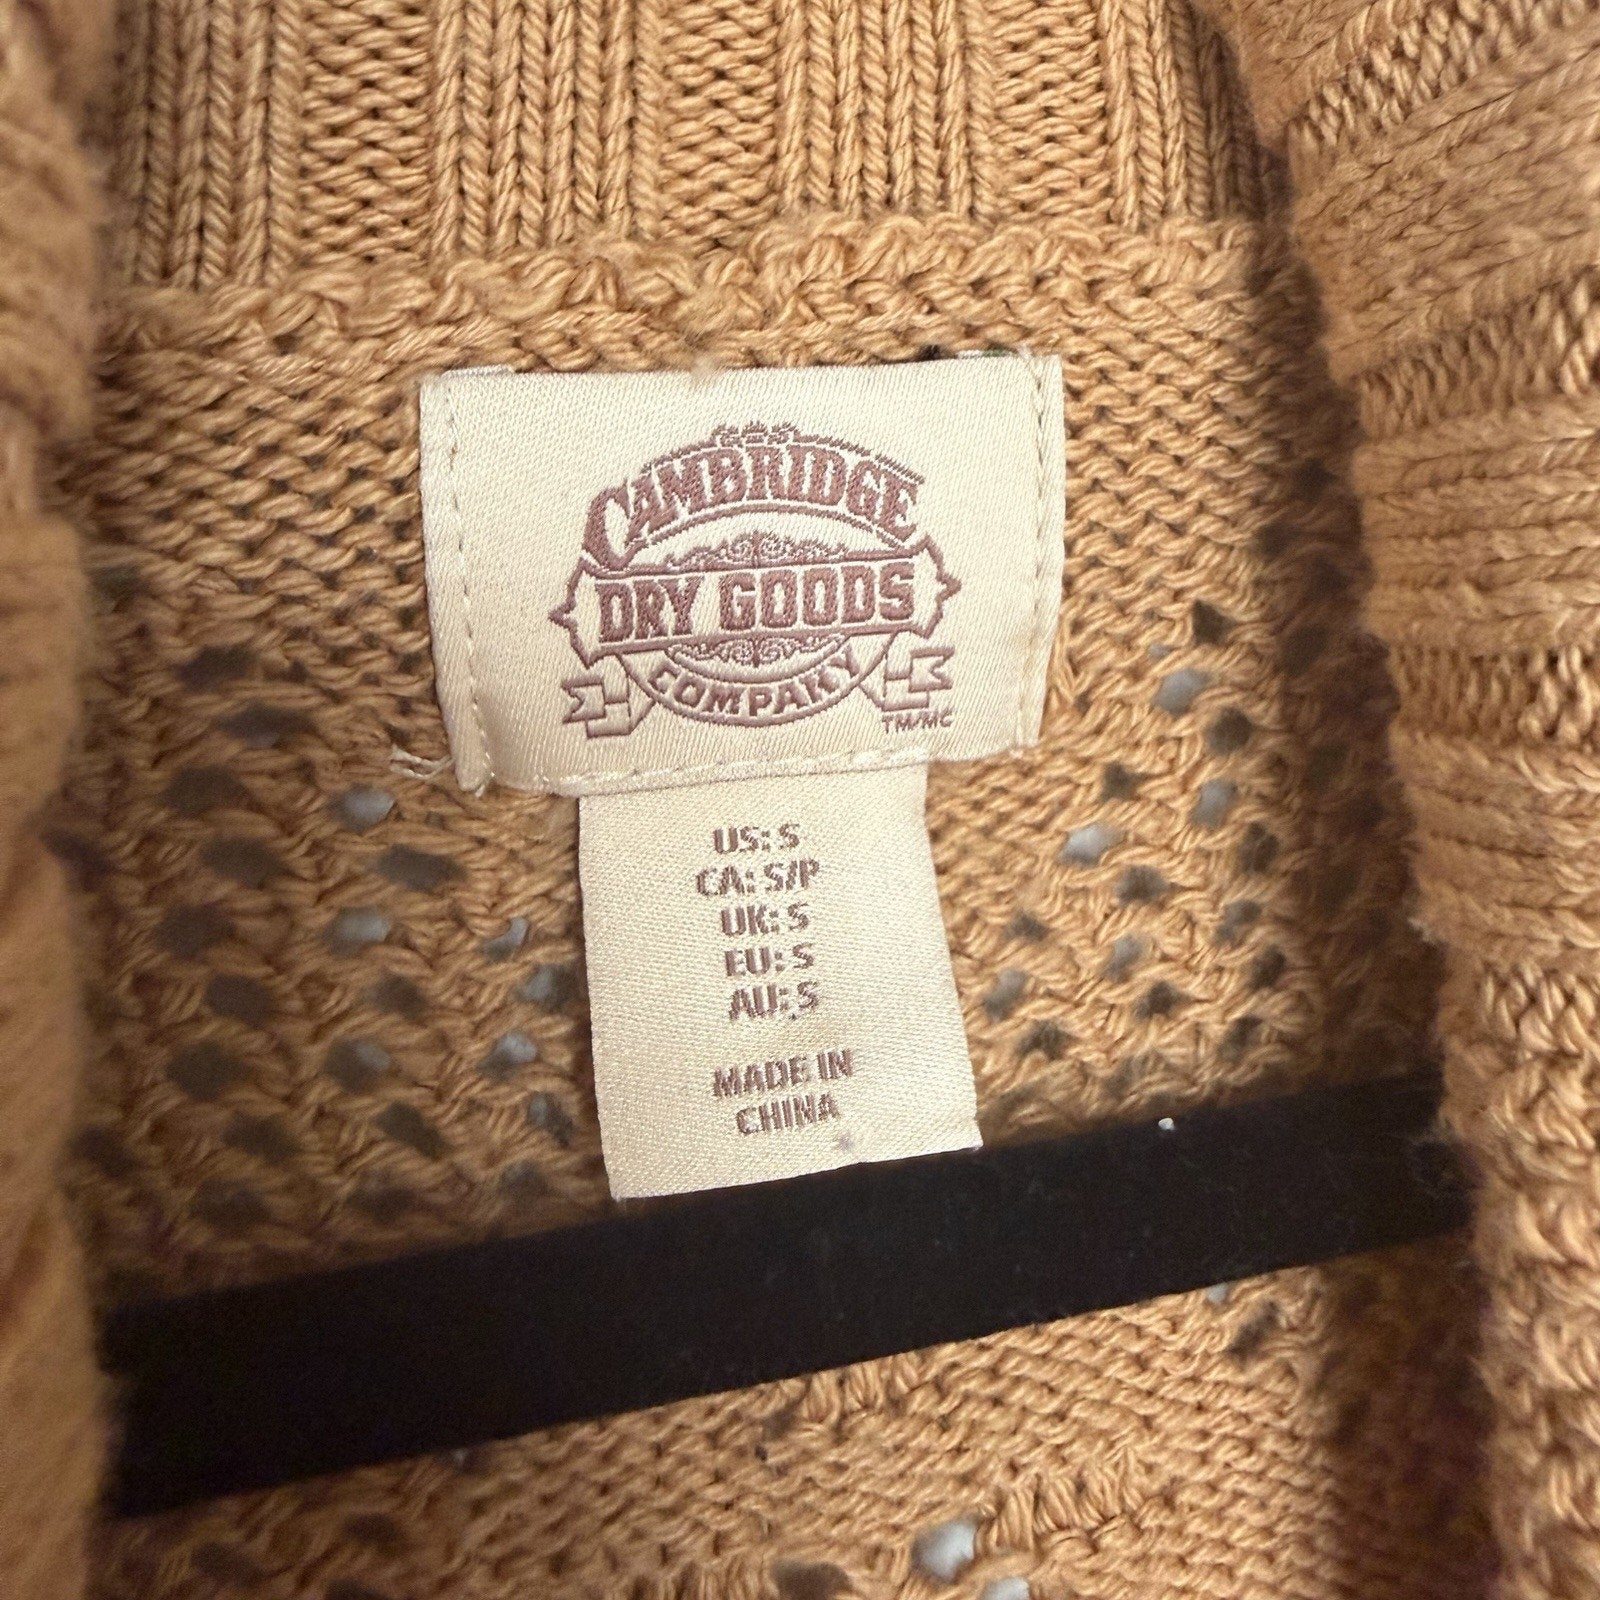 CAMBRIDGE
DRY GOODS
COMPANY
TM/MC
US: S
CA: S/P
UK: S
EU: S
AU: S
MADE IN
CHINA